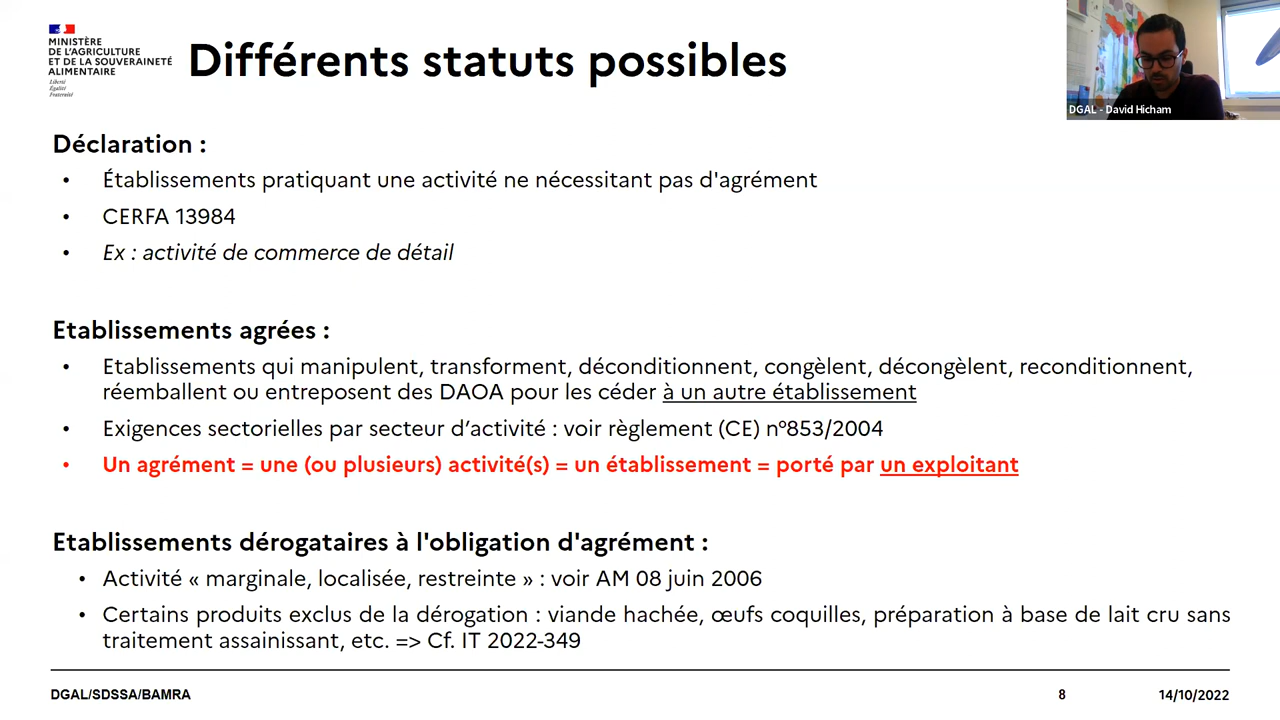 MINISTÈRE
DE L'AGRICULTURE
ET DE LA SOUVERAINETÉ
ALIMENTAIRE
Liberté
Égalité
Fraternité
Différents statuts possibles
DGAL - David Hicham
Déclaration :
• Établissements pratiquant une activité ne nécessitant pas d'agrément
• CERFA 13984
• Ex : activité de commerce de détail
Etablissements agrées :
• Etablissements qui manipulent, transforment, déconditionnent, congèlent, décongèlent, reconditionnent,
réemballent ou entreposent des DAOA pour les céder à un autre établissement
• Exigences sectorielles par secteur d’activité : voir règlement (CE) nº853/2004
• Un agrément = une (ou plusieurs) activité(s) = un établissement = porté par un exploitant
Etablissements dérogataires à l'obligation d'agrément :
• Activité « marginale, localisée, restreinte » : voir AM 08 juin 2006
• Certains produits exclus de la dérogation : viande hachée, œufs coquilles, préparation à base de lait cru sans
traitement assainissant, etc. => Cf. IT 2022-349
DGAL/SDSSA/BAMRA
8
14/10/2022